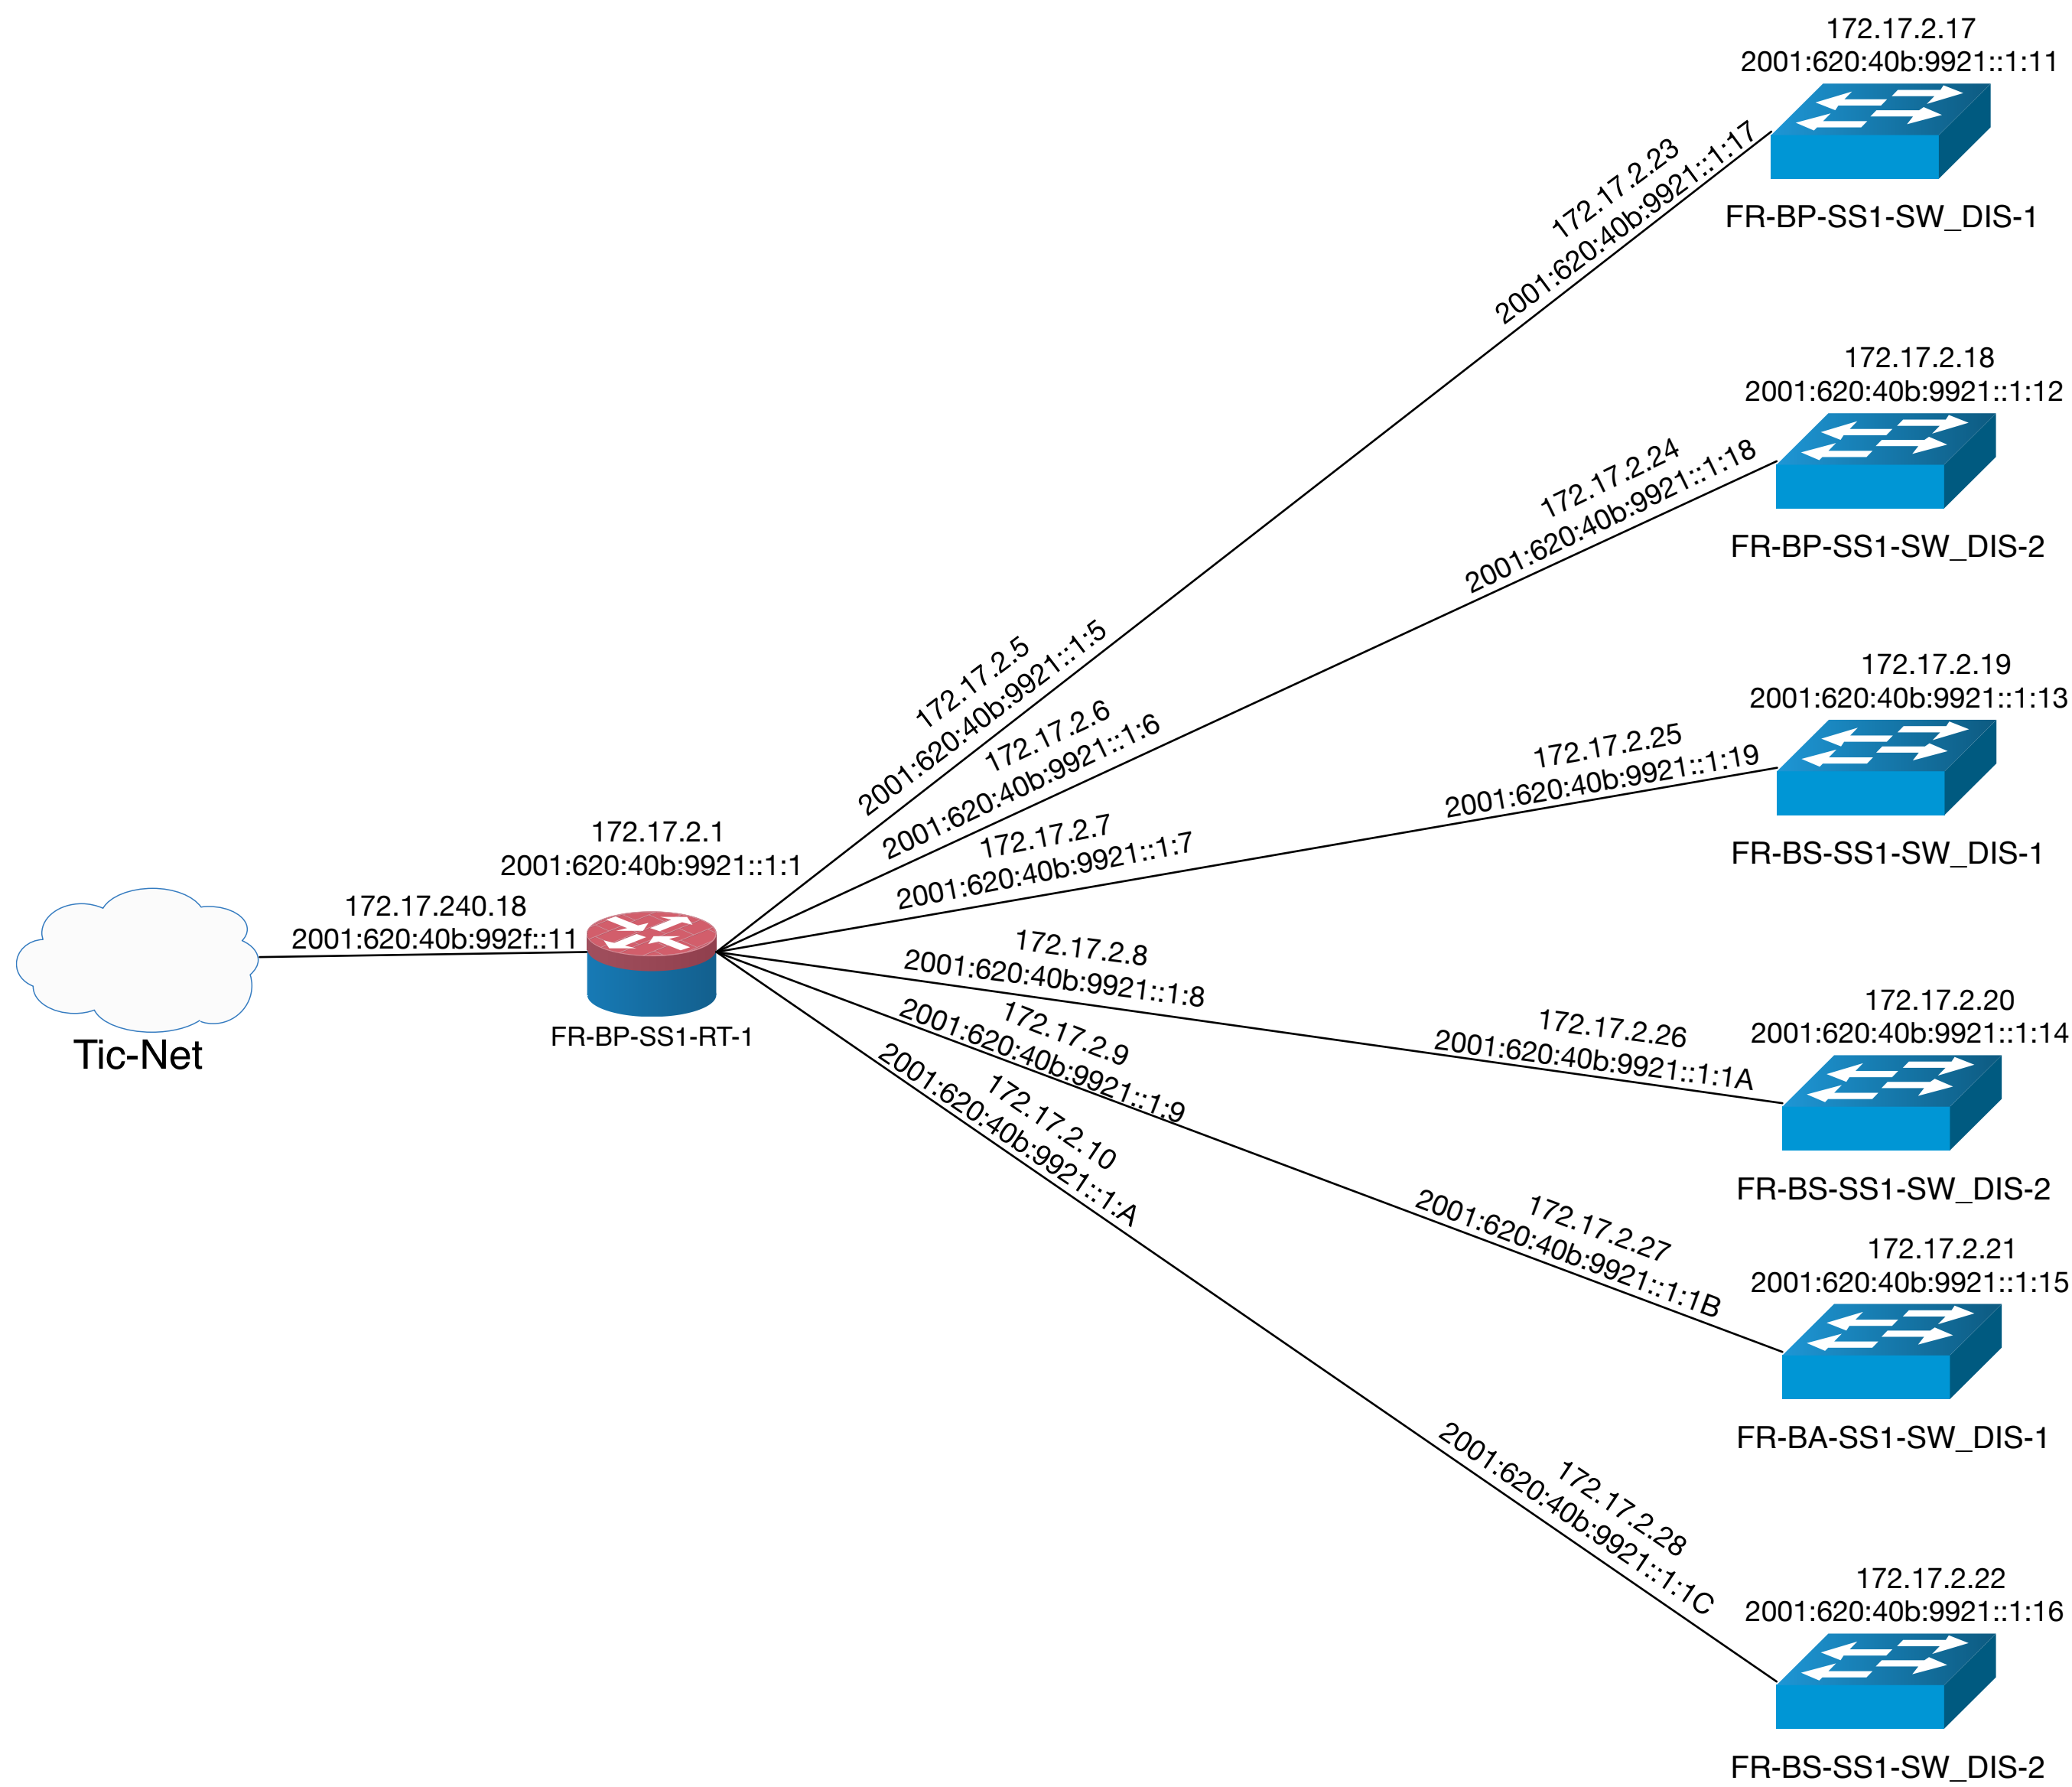 172.17.2.17
2001:620:40b:9921::1:11
172.17.2.23
2001:620:40b:9921::1:17
FR-BP-SS1-SW_DIS-1
172.17.2.18
2001:620:40b:9921::1:12
172.17.2.24
2001:620:40b:9921::1:18
FR-BP-SS1-SW_DIS-2
172.17.2.5
2001:620:40b:9921::1:5
172.17.2.6
2001:620:40b:9921::1:6
172.17.2.19
2001:620:40b:9921::1:13
172.17.2.25
2001:620:40b:9921::1:19
FR-BS-SS1-SW_DIS-1
172.17.2.7
2001:620:40b:9921::1:7
172.17.2.1
2001:620:40b:9921::1:1
172.17.240.18
2001:620:40b:992f::11
Tic-Net
FR-BP-SS1-RT-1
172.17.2.8
2001:620:40b:9921::1:8
172.17.2.9
2001:620:40b:9921::1:9
172.17.2.10
2001:620:40b:9921::1:A
172.17.2.20
2001:620:40b:9921::1:14
172.17.2.26
2001:620:40b:9921::1:1A
FR-BS-SS1-SW_DIS-2
172.17.2.27
2001:620:40b:9921::1:1B
172.17.2.21
2001:620:40b:9921::1:15
FR-BA-SS1-SW_DIS-1
172.17.2.28
2001:620:40b:9921::1:1C
172.17.2.22
2001:620:40b:9921::1:16
FR-BS-SS1-SW_DIS-2